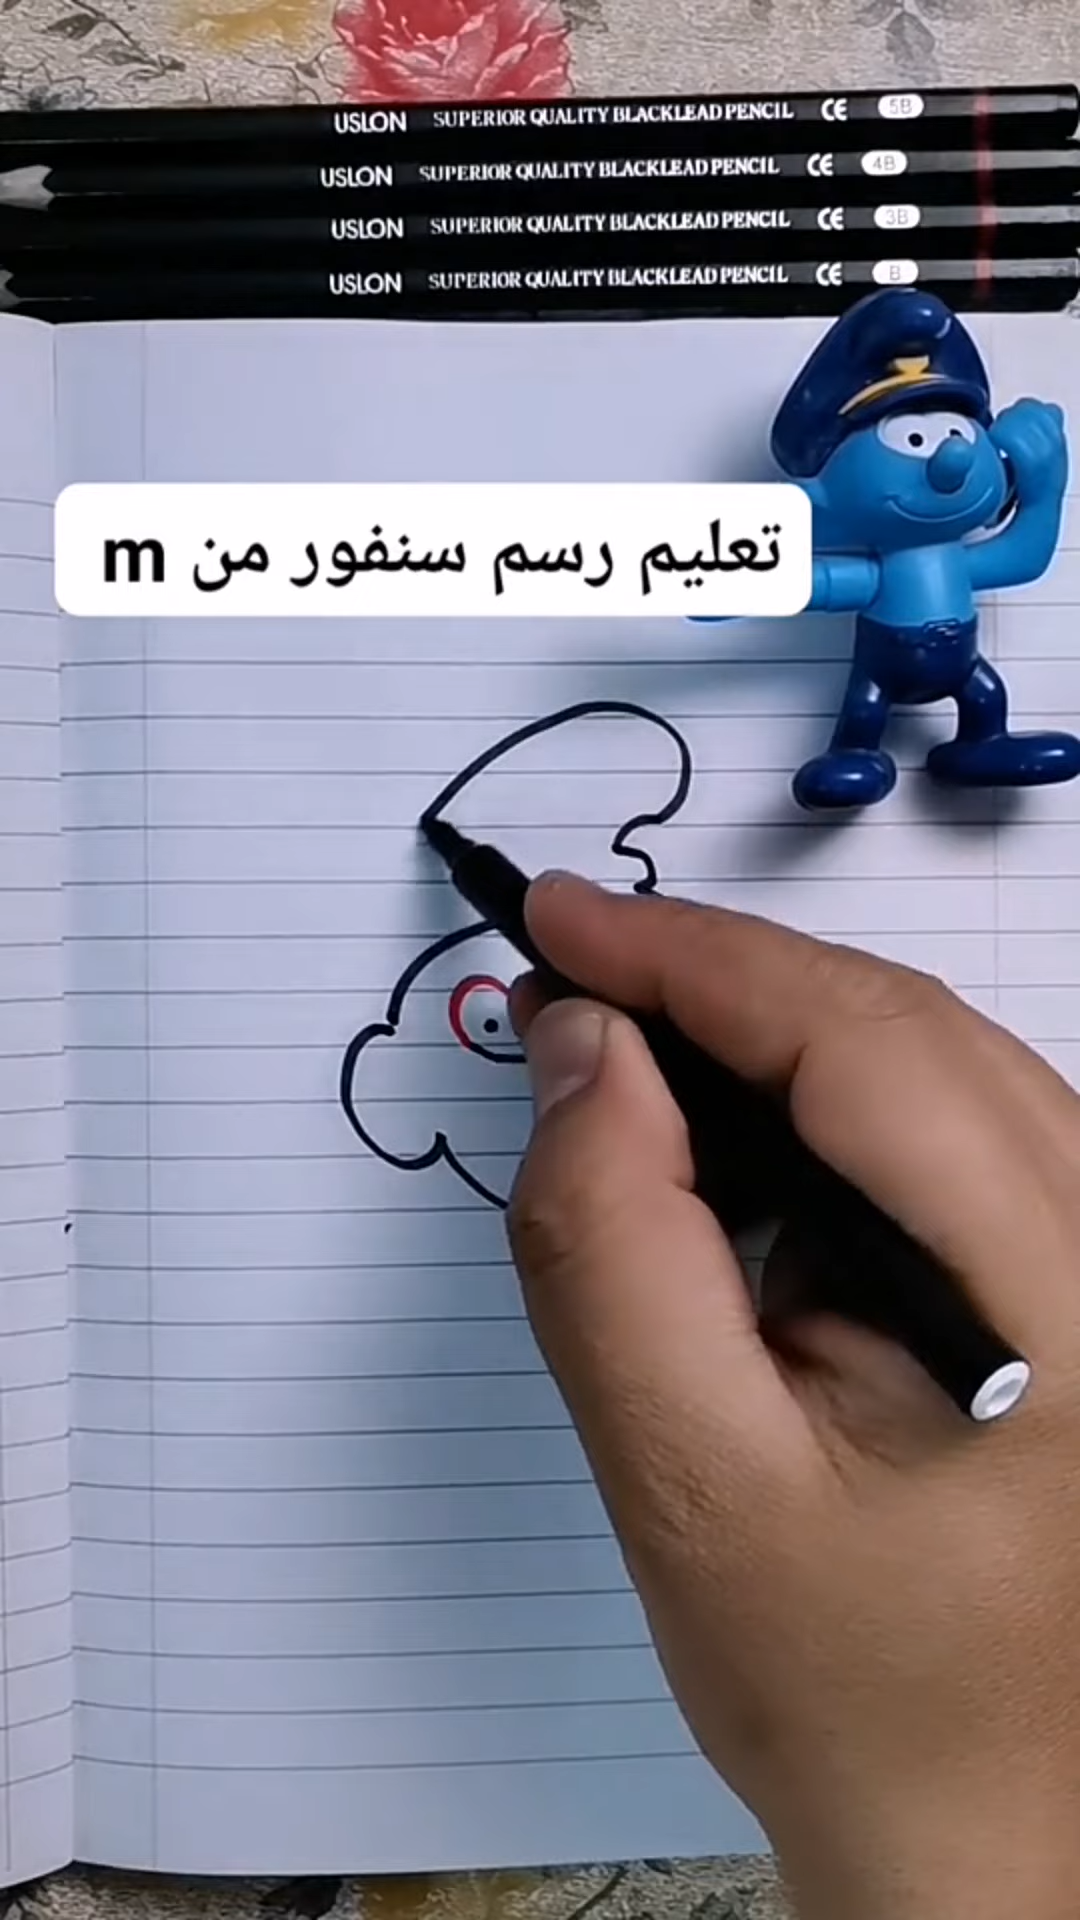 USLON SUPERIOR QUALITY BLACKLEAD PENCIL CE 5B
USLON SUPERIOR QUALITY BLACKLEAD PENCIL CE 4B
USLON SUPERIOR QUALITY BLACKLEAD PENCIL CE 3B
USLON SUPERIOR QUALITY BLACKLEAD PENCIL CE B
تعليم رسم سنفور من m